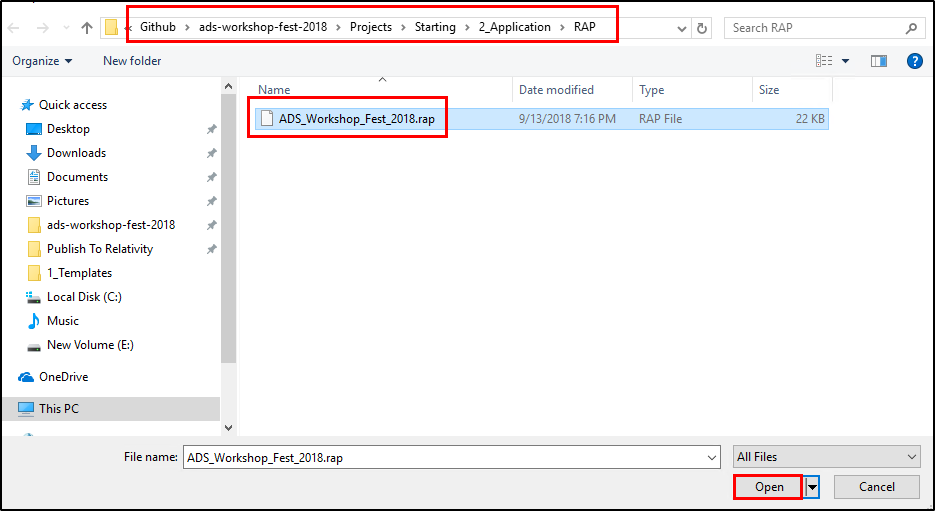 « Github › ads-workshop-fest-2018 › Projects › Starting › 2_Application › RAP
Search RAP
Organize New folder
Name Date modified Type Size
ADS_Workshop_Fest_2018.rap 9/13/2018 7:16 PM RAP File 22 KB
Quick access
Desktop
Downloads
Documents
Pictures
ads-workshop-fest-2018
Publish To Relativity
1_Templates
Local Disk (C:)
Music
New Volume (E:)
OneDrive
This PC
File name: ADS_Workshop_Fest_2018.rap All Files
Open Cancel